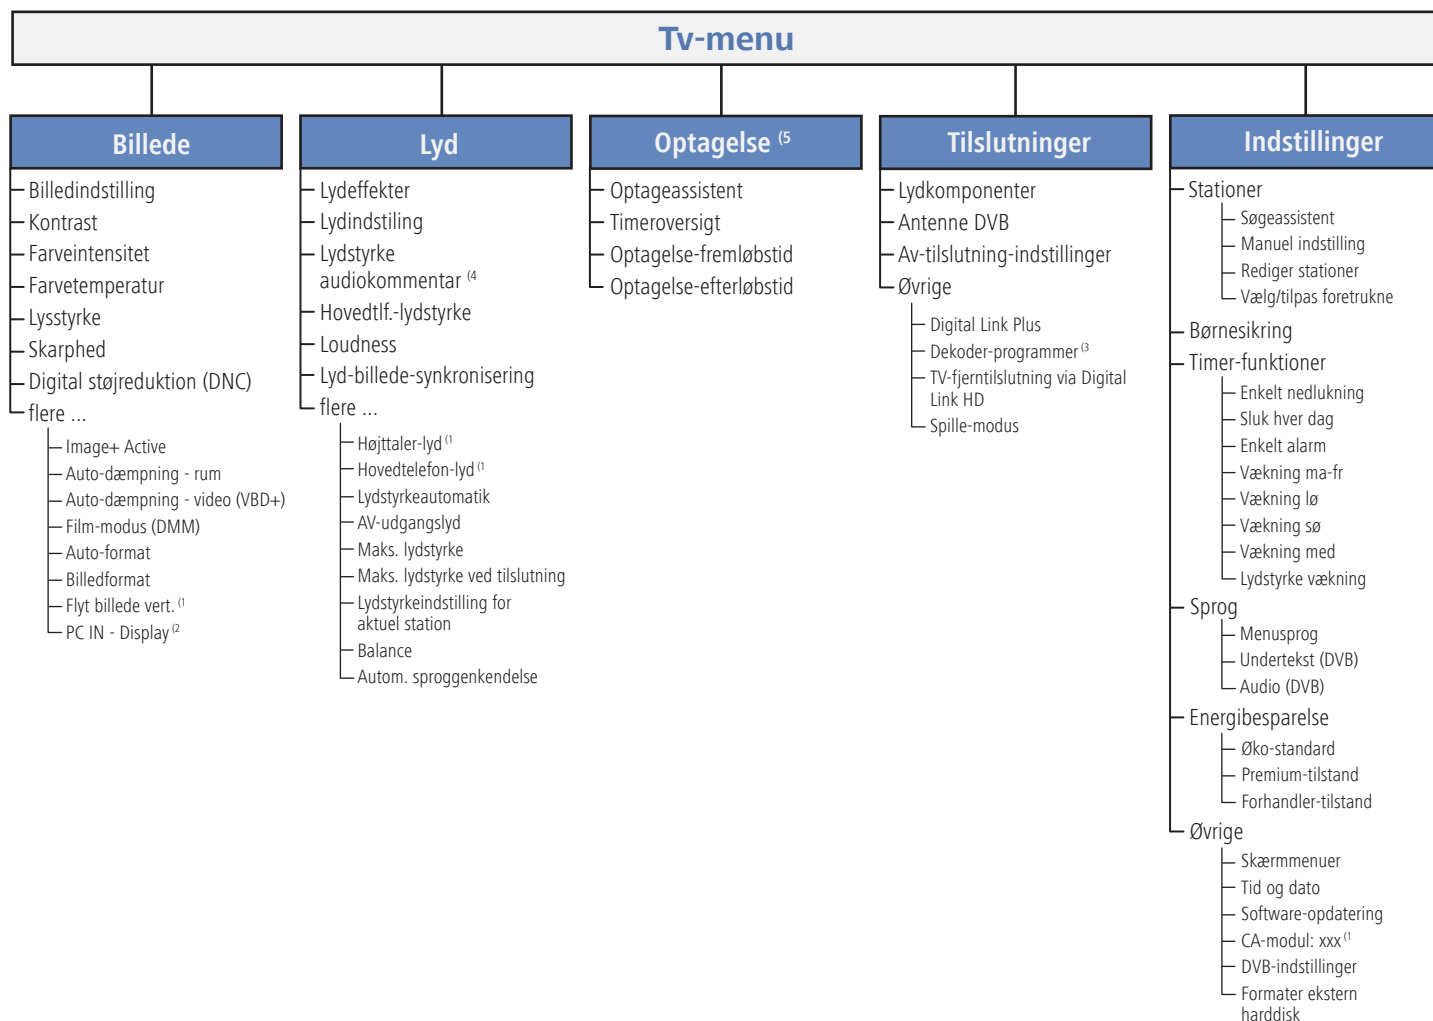 Tv-menu
Billede
Billedindstilling
Kontrast
Farveintensitet
Farvetemperatur
Lysstyrke
Skarphed
Digital støjreduktion (DNC)
flere ...
Image+ Active
Auto-dæmpning - rum
Auto-dæmpning - video (VBD+)
Film-modus (DMM)
Auto-format
Billedformat
Flyt billede vert. (1
PC IN - Display (2
Lyd
Lydeffekter
Lydindstiling
Lydstyrke
audiokommentar (4
Hovedtlf.-lydstyrke
Loudness
Lyd-billede-synkronisering
flere ...
Højttaler-lyd (1
Hovedtelefon-lyd (1
Lydstyrkeautomatik
AV-udgangslyd
Maks. lydstyrke
Maks. lydstyrke ved tilslutning
Lydstyrkeindstilling for
aktuel station
Balance
Autom. sproggenkendelse
Optagelse (5
Optageassistent
Timeroversigt
Optagelse-fremløbstid
Optagelse-efterløbstid
Tilslutninger
Lydkomponenter
Antenne DVB
Av-tilslutning-indstillinger
Øvrige
Digital Link Plus
Dekoder-programmer (3
TV-fjerntilslutning via Digital
Link HD
Spille-modus
Indstillinger
Stationer
Søgeassistent
Manuel indstilling
Rediger stationer
Vælg/tilpas foretrukne
Børnesikring
Timer-funktioner
Enkelt nedlukning
Sluk hver dag
Enkelt alarm
Vækning ma-fr
Vækning lø
Vækning sø
Vækning med
Lydstyrke vækning
Sprog
Menusprog
Undertekst (DVB)
Audio (DVB)
Energibesparelse
Øko-standard
Premium-tilstand
Forhandler-tilstand
Øvrige
Skærmmenuer
Tid og dato
Software-opdatering
CA-modul: xxx (1
DVB-indstillinger
Formater ekstern
harddisk